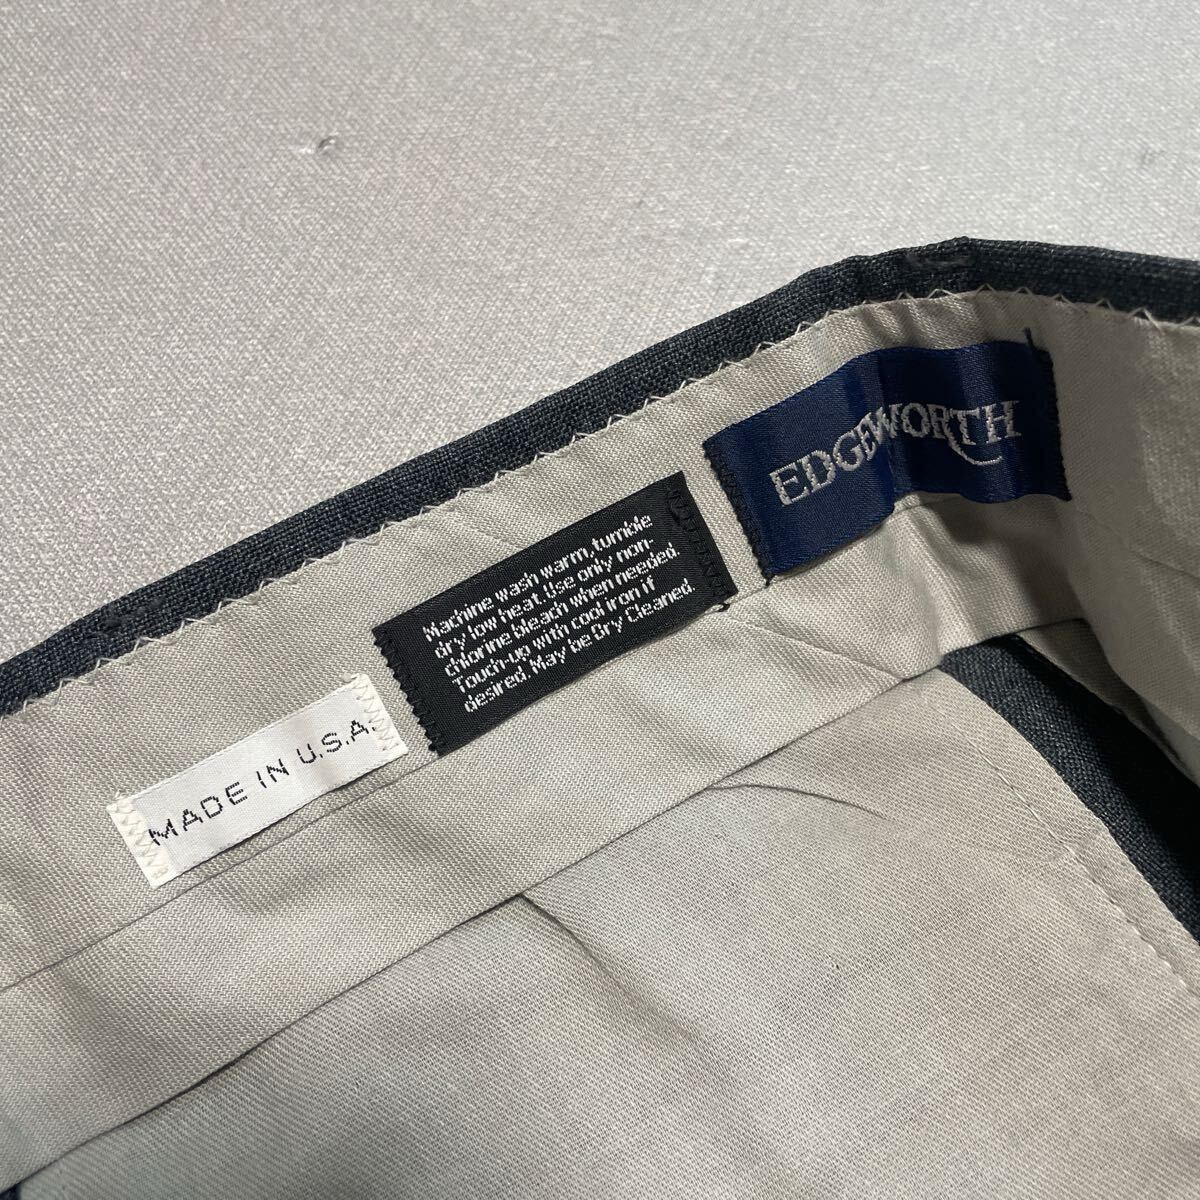 EDGEWORTH
Machine wash warm, tumble
dry low heat. Use only non-
chlorine bleach when needed.
Touch-up with cool iron if
desired. May be Dry Cleaned.
MADE IN U.S.A.